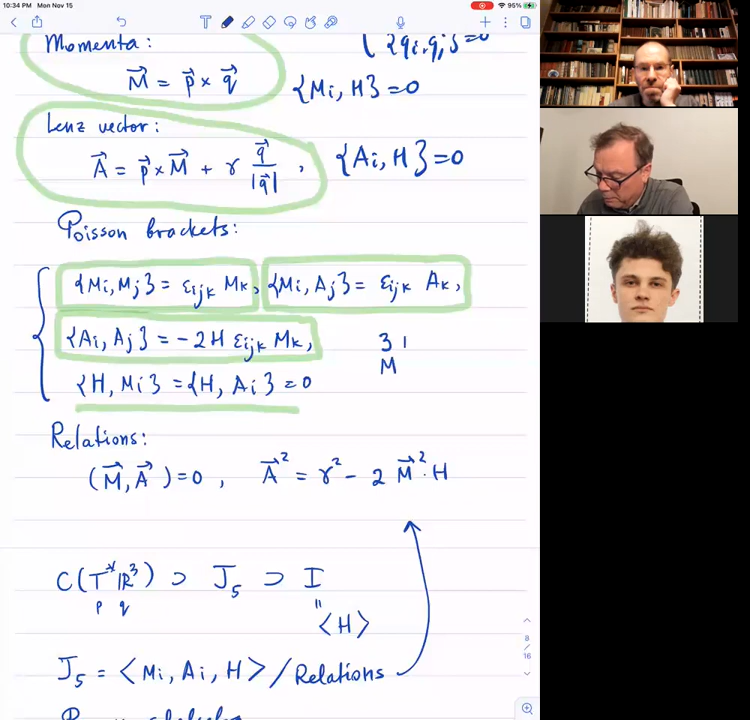 10:34 PM Mon Nov 15
95%
Momenta:
{qi, qj}=0
M = p × q
{Mi, H} = 0
Lenz vector:
A = p × M + γ q/|q| , {Ai, H} = 0
Poisson brackets:
{Mi, Mj} = εijk Mk, {Mi, Aj} = εijk Ak,
{Ai, Aj} = -2H εijk Mk,
3 1
M
{H, Mi} = {H, Ai} = 0
Relations:
(M, A) = 0 , A² = γ² - 2 M² · H
C(T*ℝ³) ⊃ J5 ⊃ I
p q
"
<H>
J5 = <Mi, Ai, H> / Relations
8
/
16